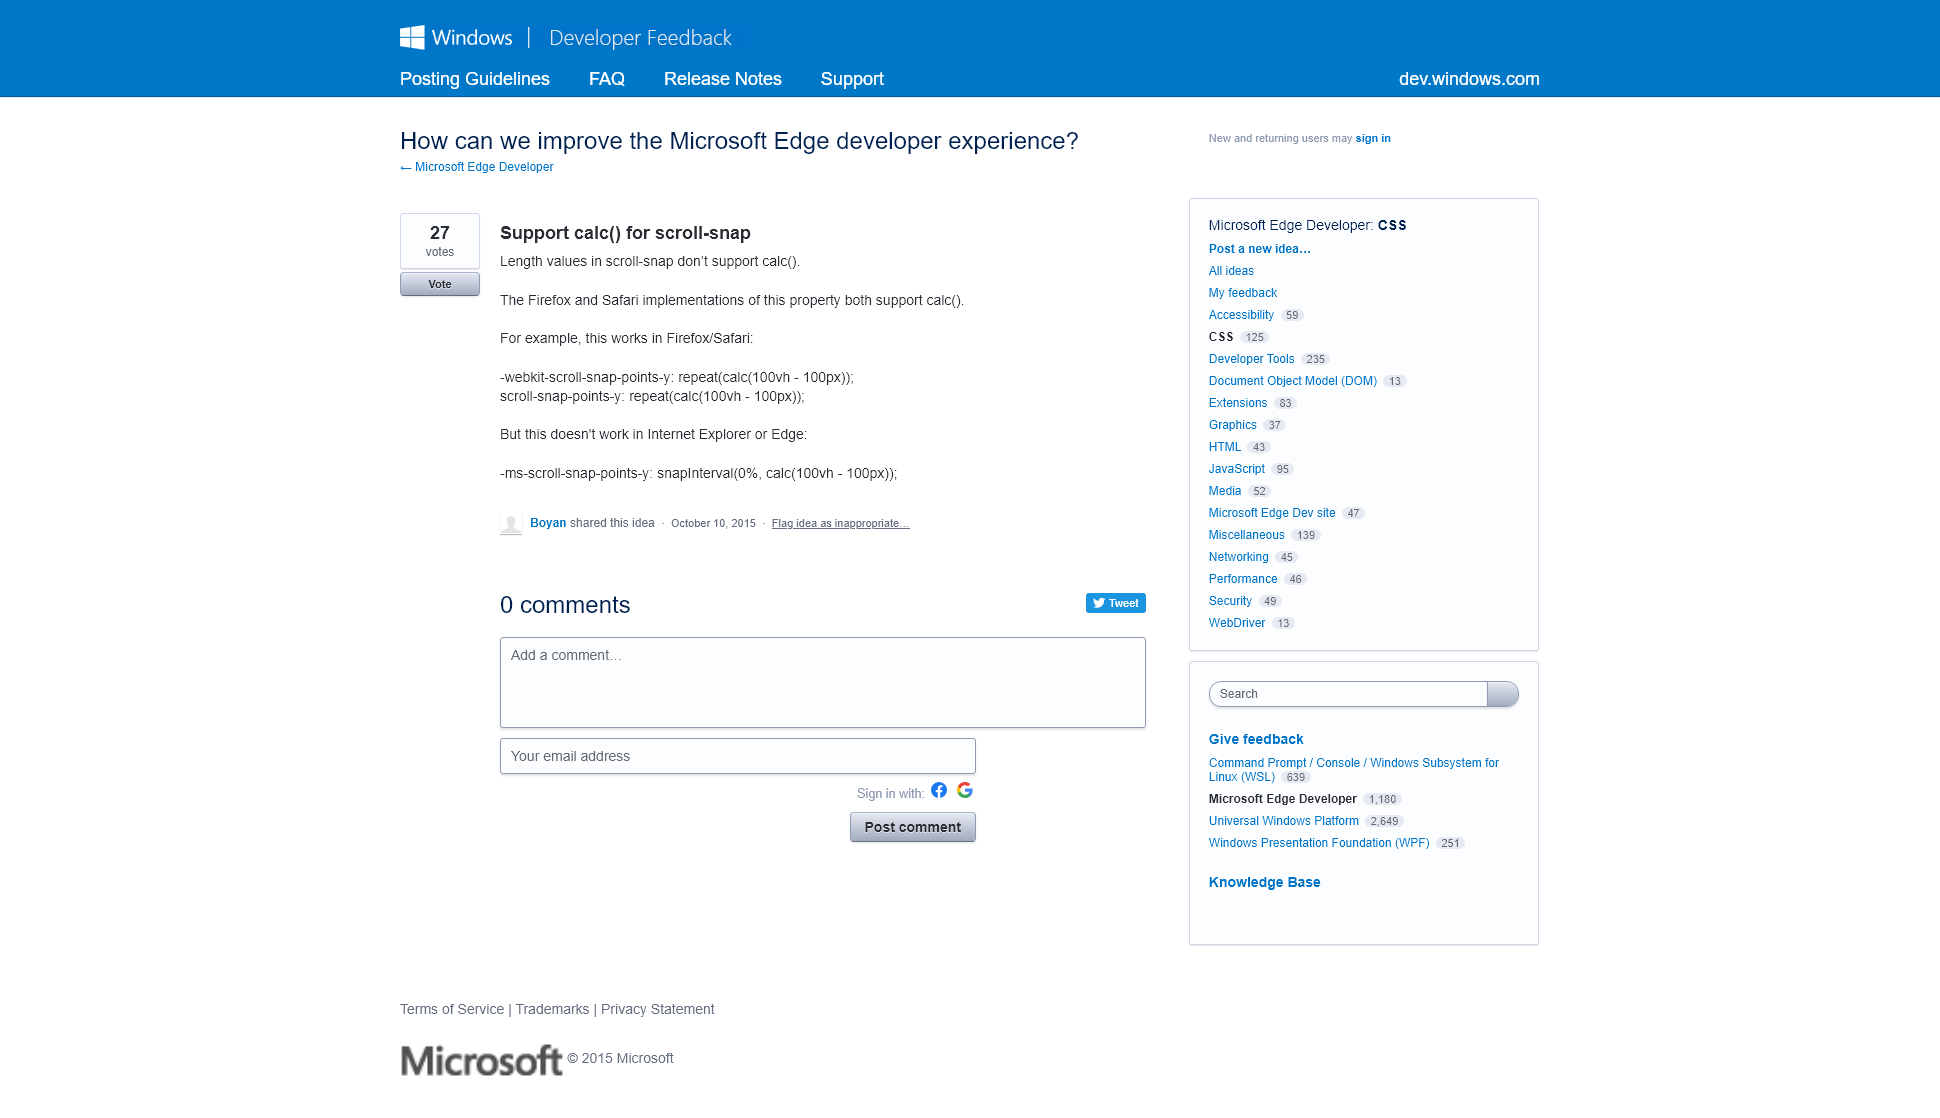 Windows | Developer Feedback
Posting Guidelines FAQ Release Notes Support dev.windows.com
How can we improve the Microsoft Edge developer experience?
← Microsoft Edge Developer
New and returning users may sign in
27
votes
Vote
Support calc() for scroll-snap
Length values in scroll-snap don’t support calc().
The Firefox and Safari implementations of this property both support calc().
For example, this works in Firefox/Safari:
-webkit-scroll-snap-points-y: repeat(calc(100vh - 100px));
scroll-snap-points-y: repeat(calc(100vh - 100px));
But this doesn't work in Internet Explorer or Edge:
-ms-scroll-snap-points-y: snapInterval(0%, calc(100vh - 100px));
Boyan shared this idea · October 10, 2015 · Flag idea as inappropriate…
0 comments
Tweet
Add a comment…
Your email address
Sign in with:
Post comment
Microsoft Edge Developer: CSS
Post a new idea…
All ideas
My feedback
Accessibility 59
CSS 125
Developer Tools 235
Document Object Model (DOM) 13
Extensions 83
Graphics 37
HTML 43
JavaScript 95
Media 52
Microsoft Edge Dev site 47
Miscellaneous 139
Networking 45
Performance 46
Security 49
WebDriver 13
Search
Give feedback
Command Prompt / Console / Windows Subsystem for
Linux (WSL) 639
Microsoft Edge Developer 1,180
Universal Windows Platform 2,649
Windows Presentation Foundation (WPF) 251
Knowledge Base
Terms of Service | Trademarks | Privacy Statement
Microsoft © 2015 Microsoft